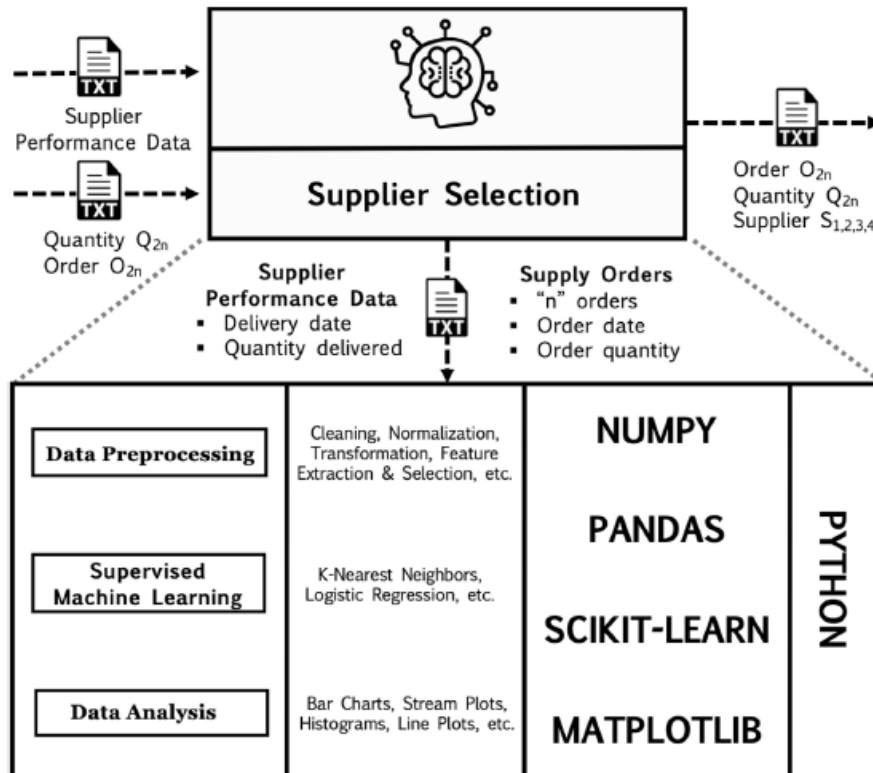 TXT
Supplier
Performance Data
TXT
Quantity Q2n
Order O2n
Supplier Selection
TXT
Order O2n
Quantity Q2n
Supplier S1,2,3,4
Supplier
Performance Data
▪ Delivery date
▪ Quantity delivered
TXT
Supply Orders
▪ “n” orders
▪ Order date
▪ Order quantity
Data Preprocessing
Cleaning, Normalization,
Transformation, Feature
Extraction & Selection, etc.
Supervised
Machine Learning
K-Nearest Neighbors,
Logistic Regression, etc.
Data Analysis
Bar Charts, Stream Plots,
Histograms, Line Plots, etc.
NUMPY
PANDAS
SCIKIT-LEARN
MATPLOTLIB
PYTHON